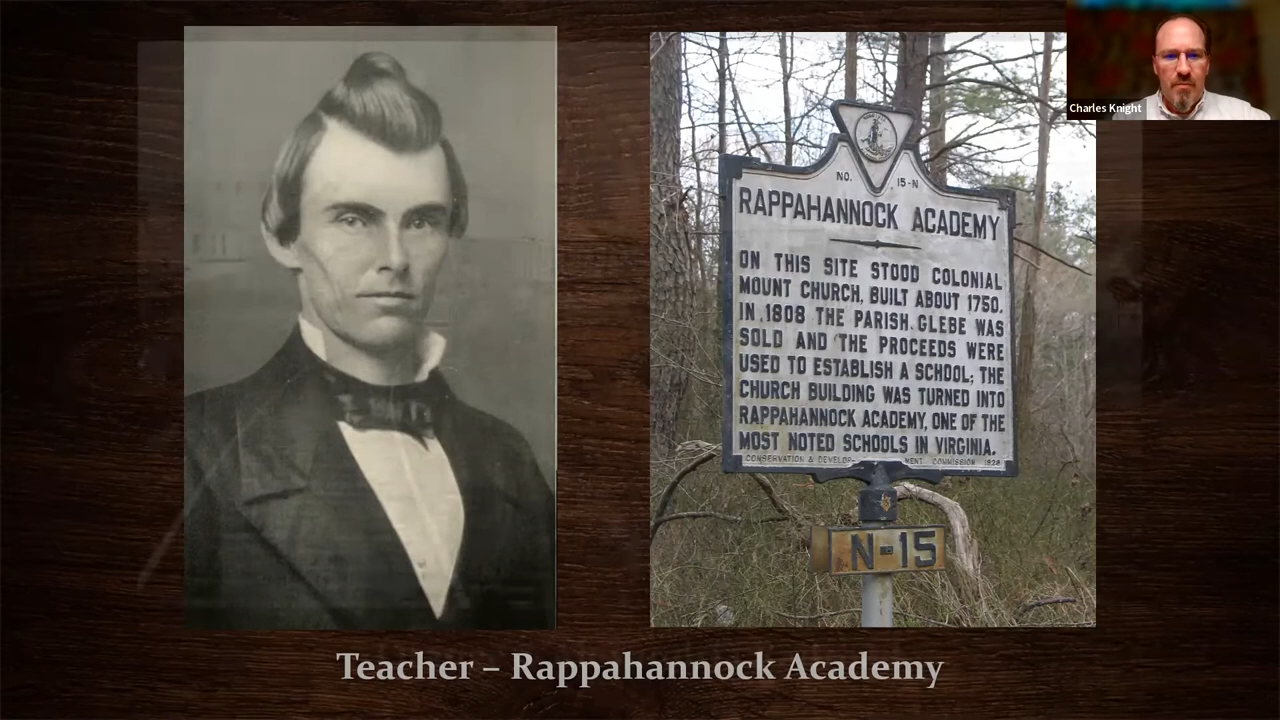 Charles Knight
NO. 15-N
RAPPAHANNOCK ACADEMY
ON THIS SITE STOOD COLONIAL
MOUNT CHURCH, BUILT ABOUT 1750.
IN 1808 THE PARISH GLEBE WAS
SOLD AND THE PROCEEDS WERE
USED TO ESTABLISH A SCHOOL; THE
CHURCH BUILDING WAS TURNED INTO
RAPPAHANNOCK ACADEMY, ONE OF THE
MOST NOTED SCHOOLS IN VIRGINIA.
CONSERVATION & DEVELOPMENT COMMISSION 1928
N-15
Teacher – Rappahannock Academy